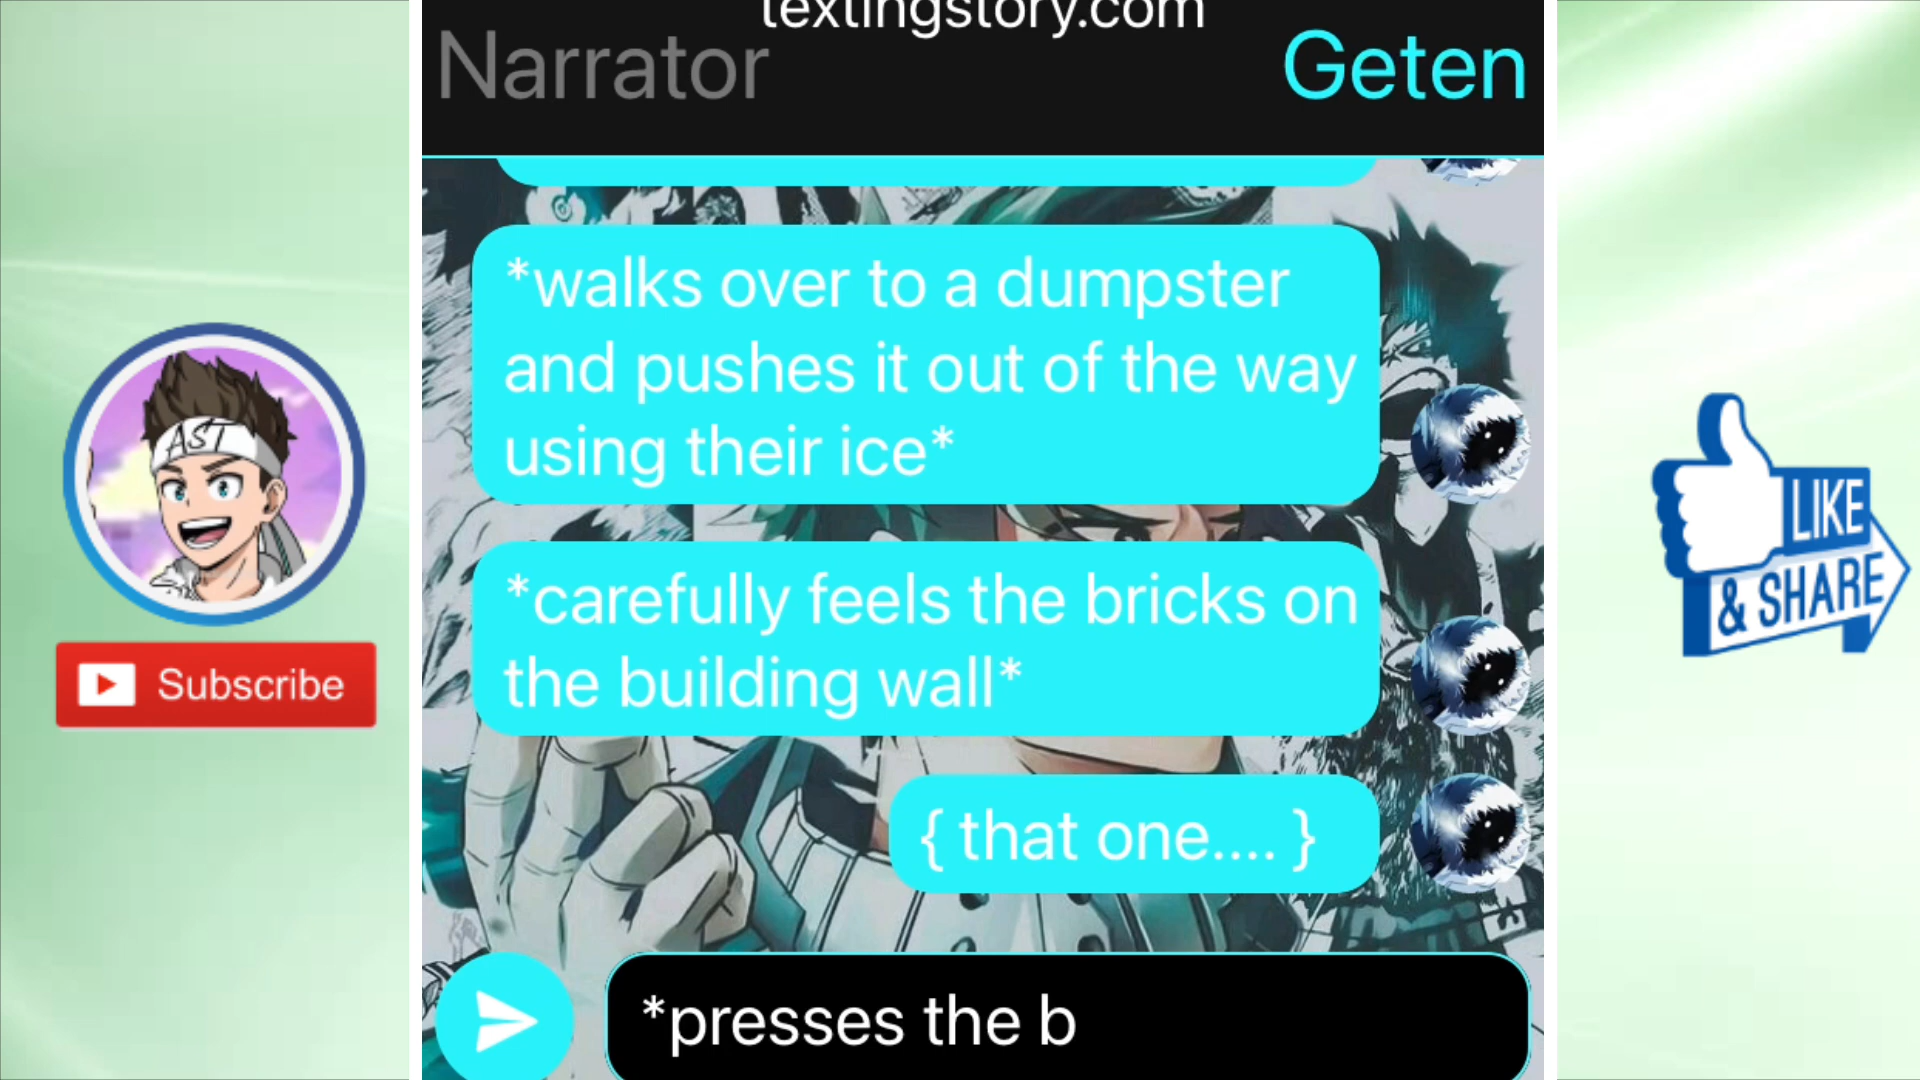 textingstory.com
Narrator
Geten
*walks over to a dumpster
and pushes it out of the way
using their ice*
*carefully feels the bricks on
the building wall*
{ that one.... }
*presses the b
AST
Subscribe
LIKE
& SHARE